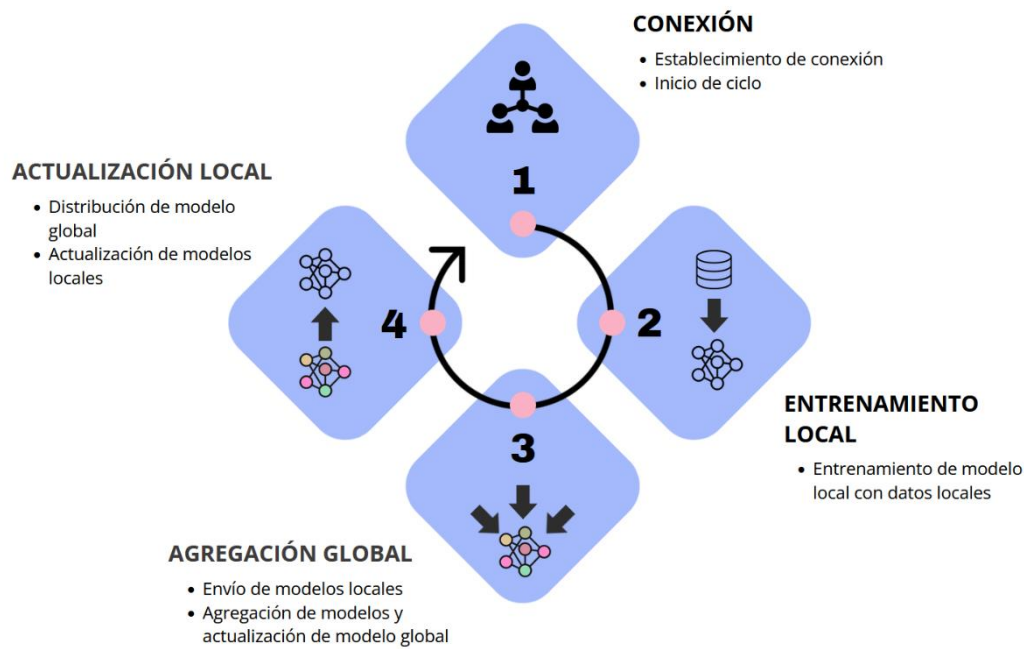 CONEXIÓN
• Establecimiento de conexión
• Inicio de ciclo
1
2
ENTRENAMIENTO
LOCAL
• Entrenamiento de modelo
local con datos locales
3
AGREGACIÓN GLOBAL
• Envío de modelos locales
• Agregación de modelos y
actualización de modelo global
4
ACTUALIZACIÓN LOCAL
• Distribución de modelo
global
• Actualización de modelos
locales